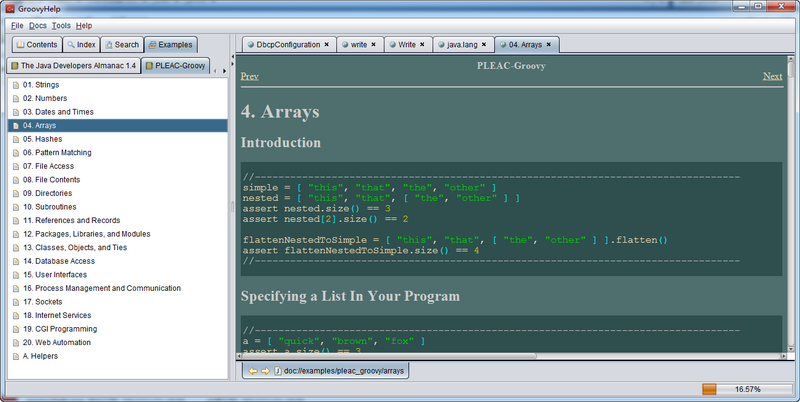 GroovyHelp
File Docs Tools Help
Contents Index Search Examples
The Java Developers Almanac 1.4 PLEAC-Groovy
01. Strings
02. Numbers
03. Dates and Times
04. Arrays
05. Hashes
06. Pattern Matching
07. File Access
08. File Contents
09. Directories
10. Subroutines
11. References and Records
12. Packages, Libraries, and Modules
13. Classes, Objects, and Ties
14. Database Access
15. User Interfaces
16. Process Management and Communication
17. Sockets
18. Internet Services
19. CGI Programming
20. Web Automation
A. Helpers
DbcpConfiguration write Write java.lang 04. Arrays
PLEAC-Groovy
Prev Next
4. Arrays
Introduction
//----------------------------------------------------------------------------------
simple = [ "this", "that", "the", "other" ]
nested = [ "this", "that", [ "the", "other" ] ]
assert nested.size() == 3
assert nested[2].size() == 2
flattenNestedToSimple = [ "this", "that", [ "the", "other" ] ].flatten()
assert flattenNestedToSimple.size() == 4
//----------------------------------------------------------------------------------
Specifying a List In Your Program
//----------------------------------------------------------------------------------
a = [ "quick", "brown", "fox" ]
assert a.size() == 3
doc://examples/pleac_groovy/arrays
16.57%